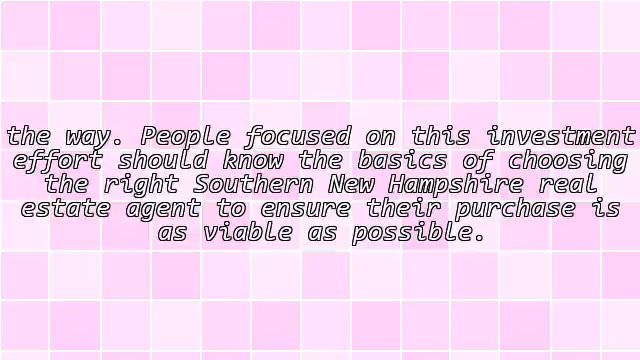 the way. People focused on this investment
effort should know the basics of choosing
the right Southern New Hampshire real
estate agent to ensure their purchase is
as viable as possible.